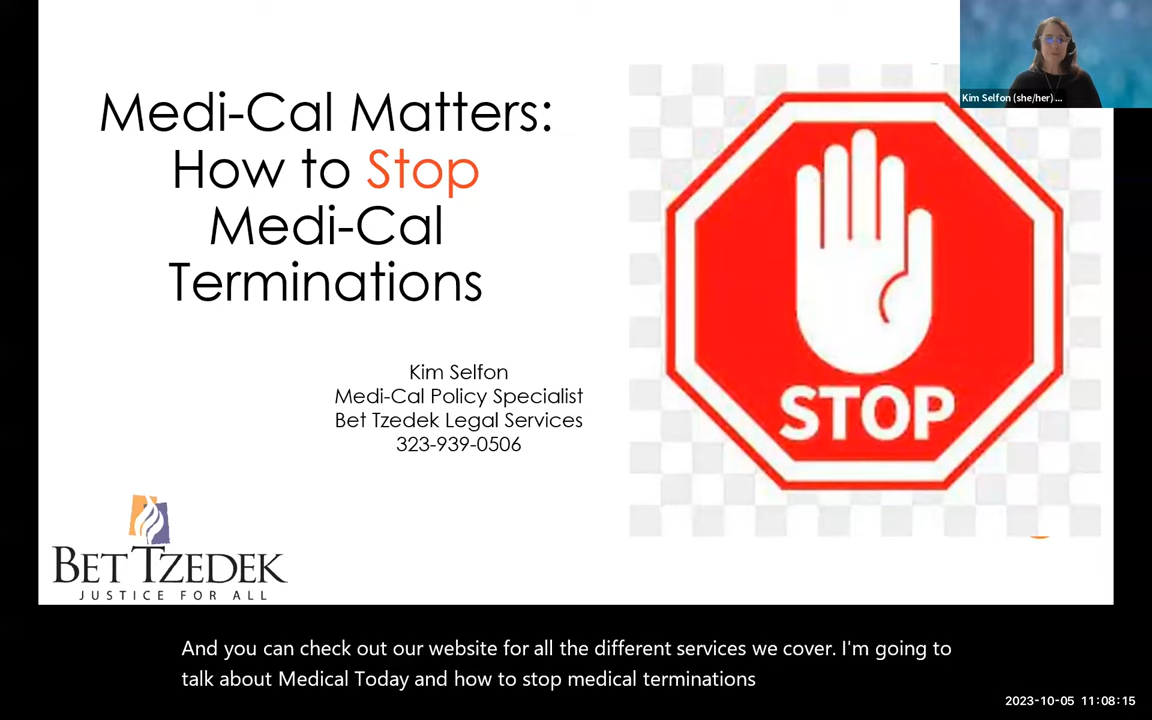 Medi-Cal Matters:
How to Stop
Medi-Cal
Terminations
Kim Selfon
Medi-Cal Policy Specialist
Bet Tzedek Legal Services
323-939-0506
BET TZEDEK
JUSTICE FOR ALL
STOP
Kim Selfon (she/her)...
And you can check out our website for all the different services we cover. I'm going to
talk about Medical Today and how to stop medical terminations
2023-10-05 11:08:15